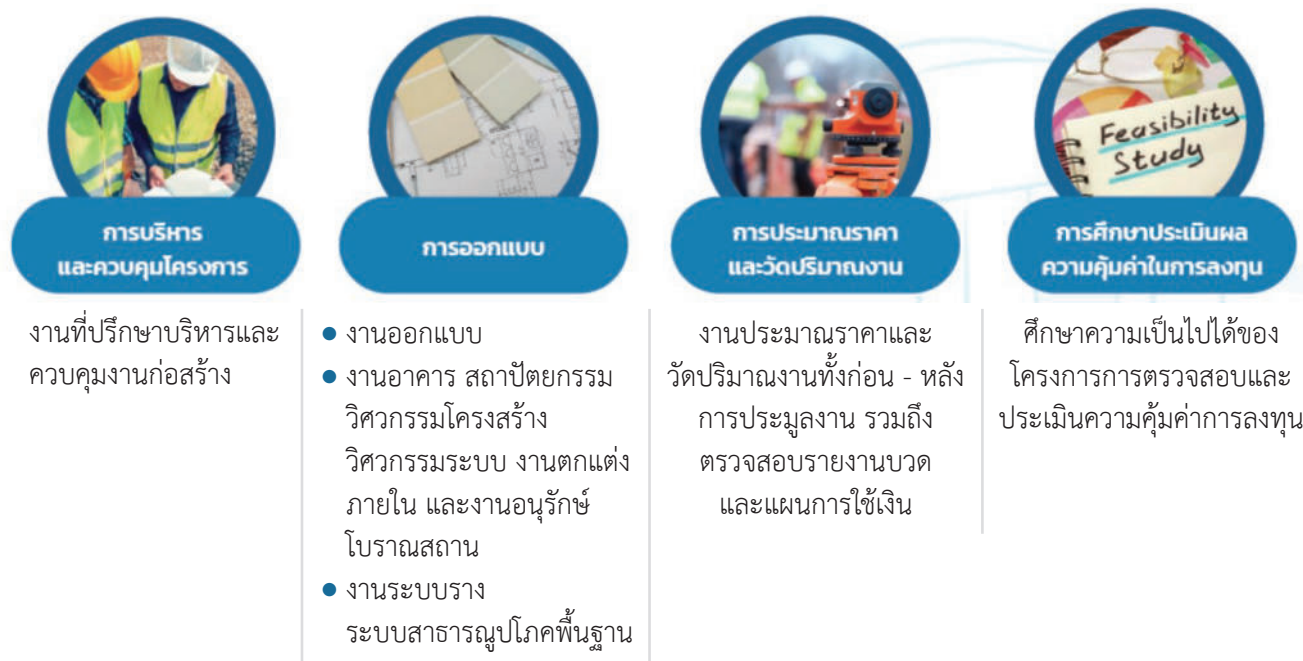 Feasibility
Study
การบริหาร
และควบคุมโครงการ
งานที่ปรึกษาบริหารและ
ควบคุมงานก่อสร้าง
การออกแบบ
● งานออกแบบ
● งานอาคาร สถาปัตยกรรม
วิศวกรรมโครงสร้าง
วิศวกรรมระบบ งานตกแต่ง
ภายใน และงานอนุรักษ์
โบราณสถาน
● งานระบบราง
ระบบสาธารณูปโภคพื้นฐาน
การประมาณราคา
และวัดปริมาณงาน
งานประมาณราคาและ
วัดปริมาณงานทั้งก่อน - หลัง
การประมูลงาน รวมถึง
ตรวจสอบรายงานบวด
และแผนการใช้เงิน
การศึกษาประเมินผล
ความคุ้มค่าในการลงทุน
ศึกษาความเป็นไปได้ของ
โครงการการตรวจสอบและ
ประเมินความคุ้มค่าการลงทุน